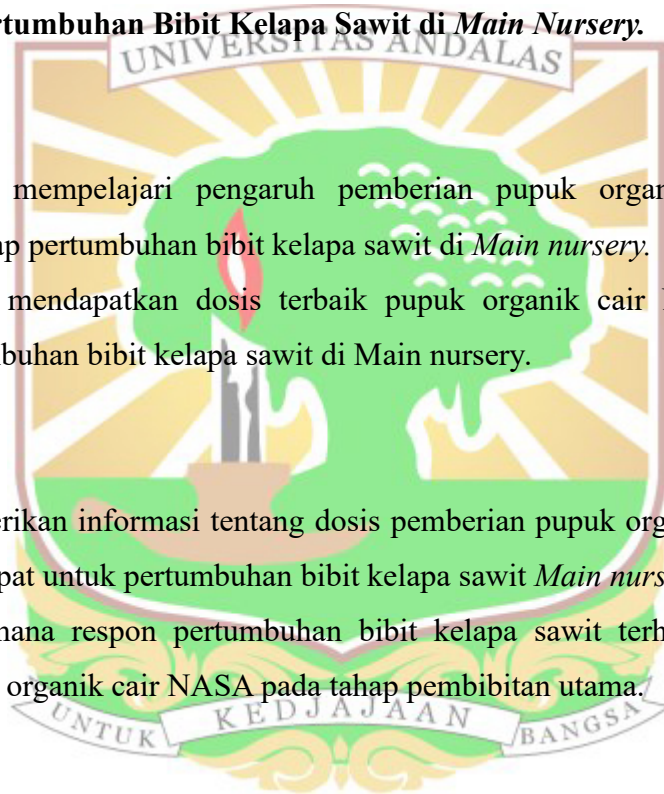 rtumbuhan Bibit Kelapa Sawit di Main Nursery.
UNIVERSITAS ANDALAS
mempelajari pengaruh pemberian pupuk organ
p pertumbuhan bibit kelapa sawit di Main nursery.
mendapatkan dosis terbaik pupuk organik cair
buhan bibit kelapa sawit di Main nursery.
erikan informasi tentang dosis pemberian pupuk org
pat untuk pertumbuhan bibit kelapa sawit Main nurs
nana respon pertumbuhan bibit kelapa sawit terh
organik cair NASA pada tahap pembibitan utama.
UNTUK KEDJAJAAN BANGSA